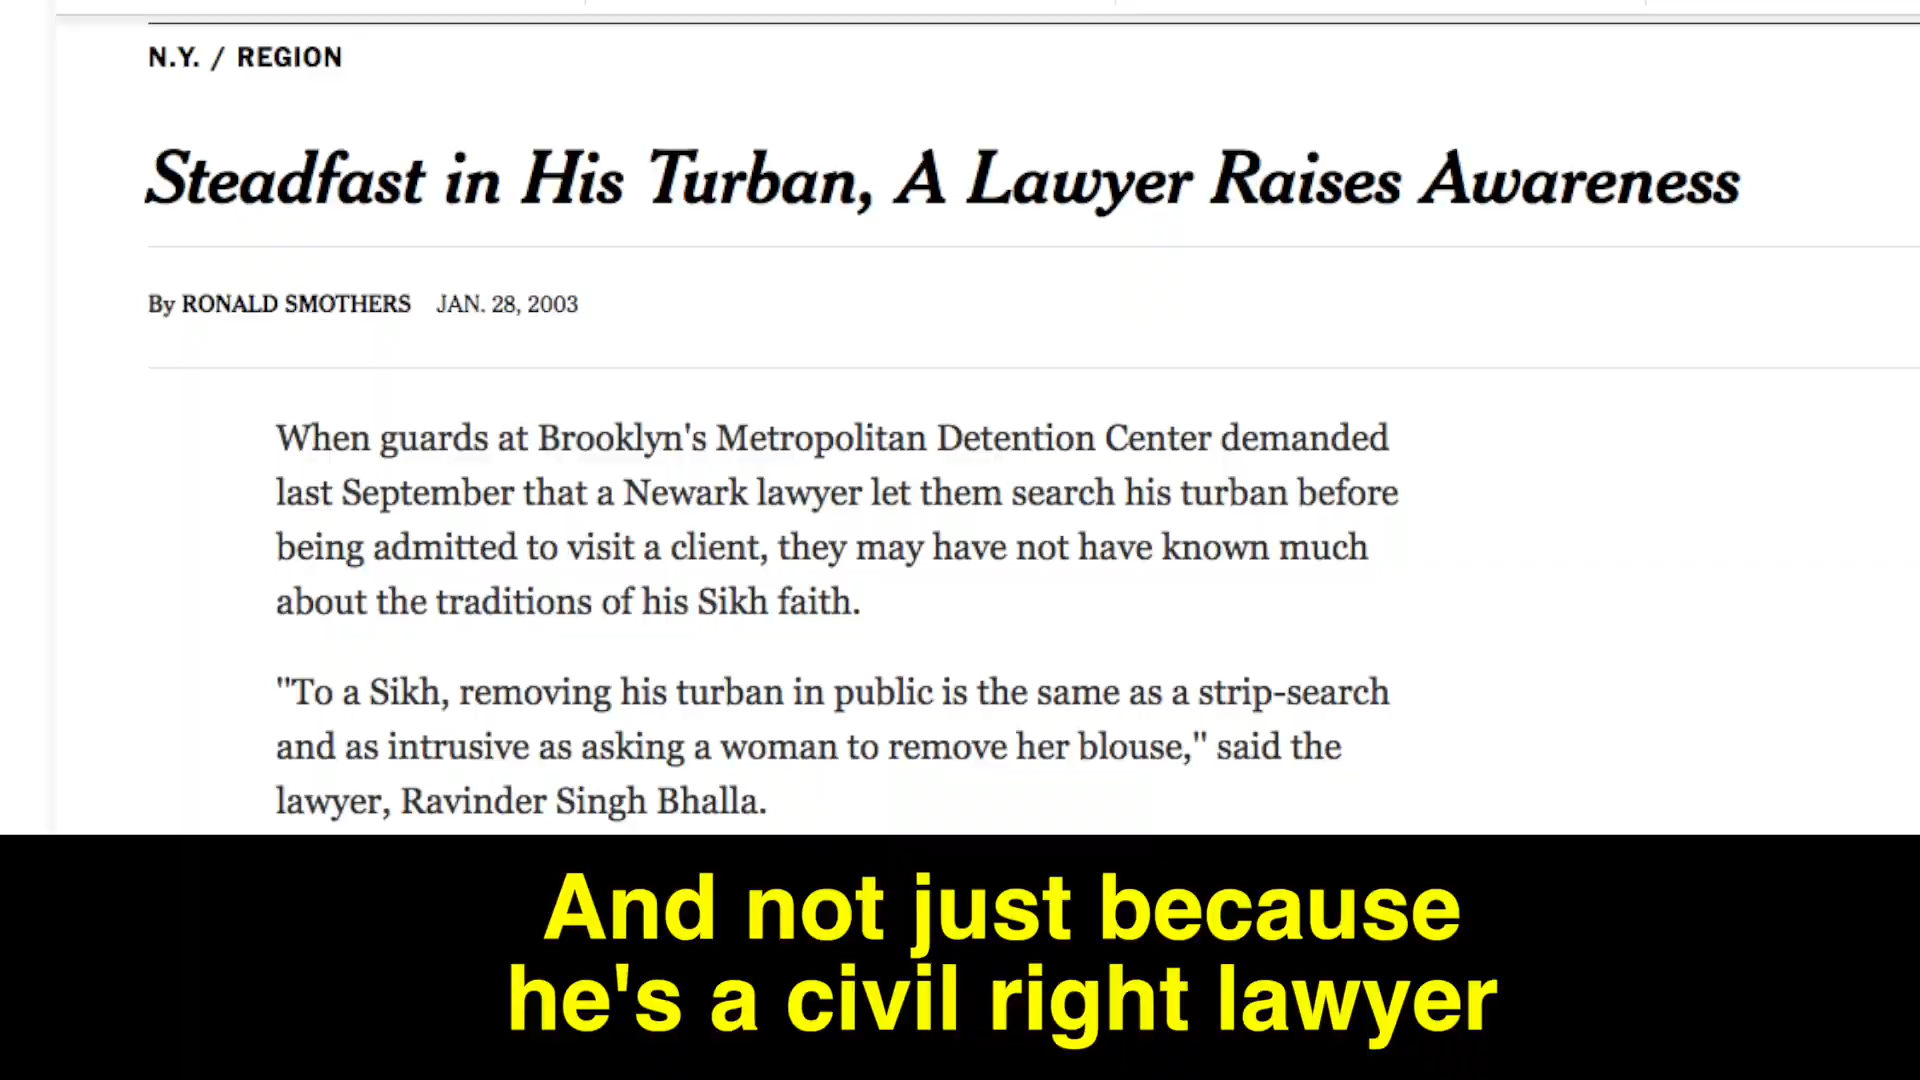 N.Y. / REGION
Steadfast in His Turban, A Lawyer Raises Awareness
By RONALD SMOTHERS JAN. 28, 2003
When guards at Brooklyn's Metropolitan Detention Center demanded
last September that a Newark lawyer let them search his turban before
being admitted to visit a client, they may have not have known much
about the traditions of his Sikh faith.
"To a Sikh, removing his turban in public is the same as a strip-search
and as intrusive as asking a woman to remove her blouse," said the
lawyer, Ravinder Singh Bhalla.
And not just because
he's a civil right lawyer